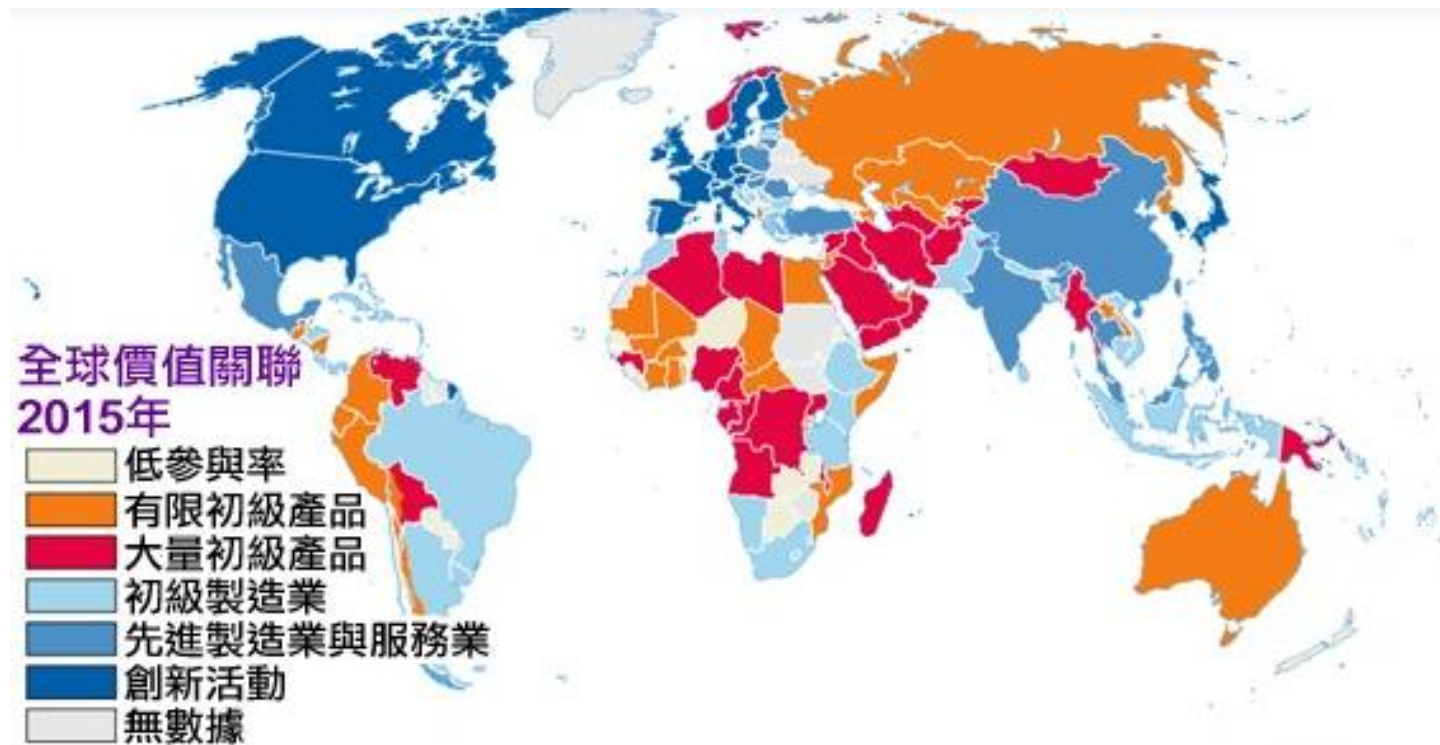 全球價值關聯
2015年
低參與率
有限初級產品
大量初級產品
初級製造業
先進製造業與服務業
創新活動
無數據